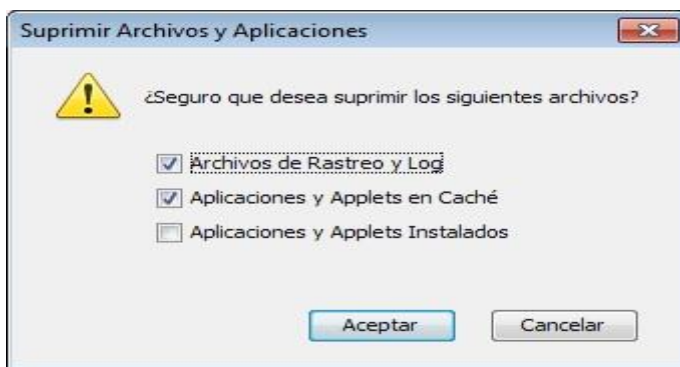 Suprimir Archivos y Aplicaciones
¿Seguro que desea suprimir los siguientes archivos?
Archivos de Rastreo y Log
Aplicaciones y Applets en Caché
Aplicaciones y Applets Instalados
Aceptar Cancelar